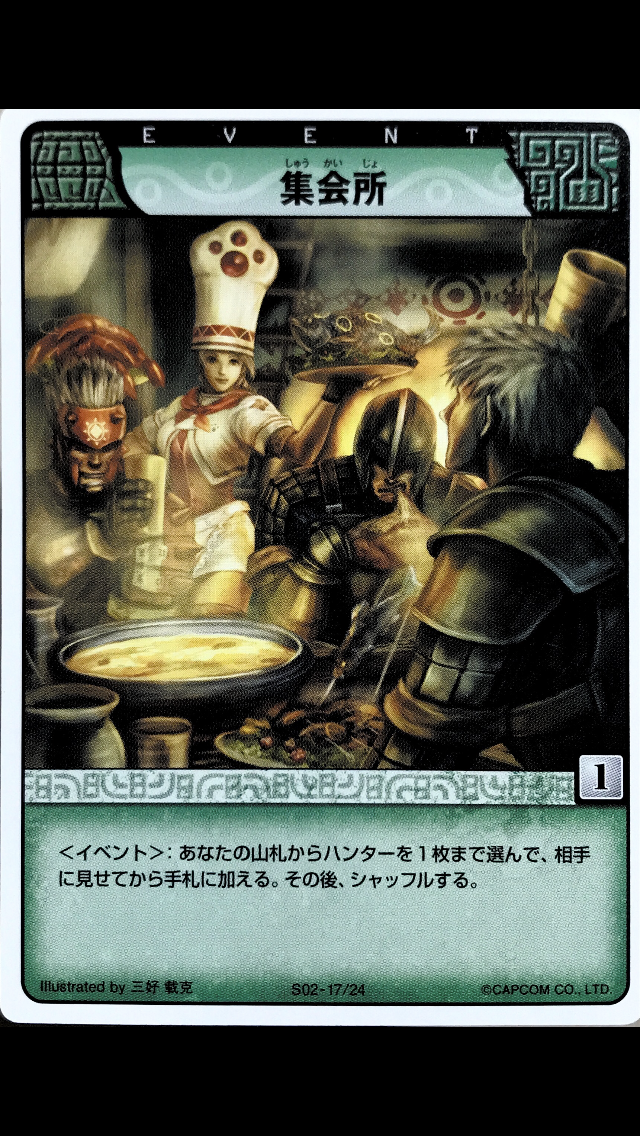 EVENT
しゅう かい じょ
集会所
1
<イベント>:あなたの山札からハンターを1枚まで選んで、相手
に見せてから手札に加える。その後、シャッフルする。
Illustrated by 三好 載克 S02-17/24 ©CAPCOM CO., LTD.